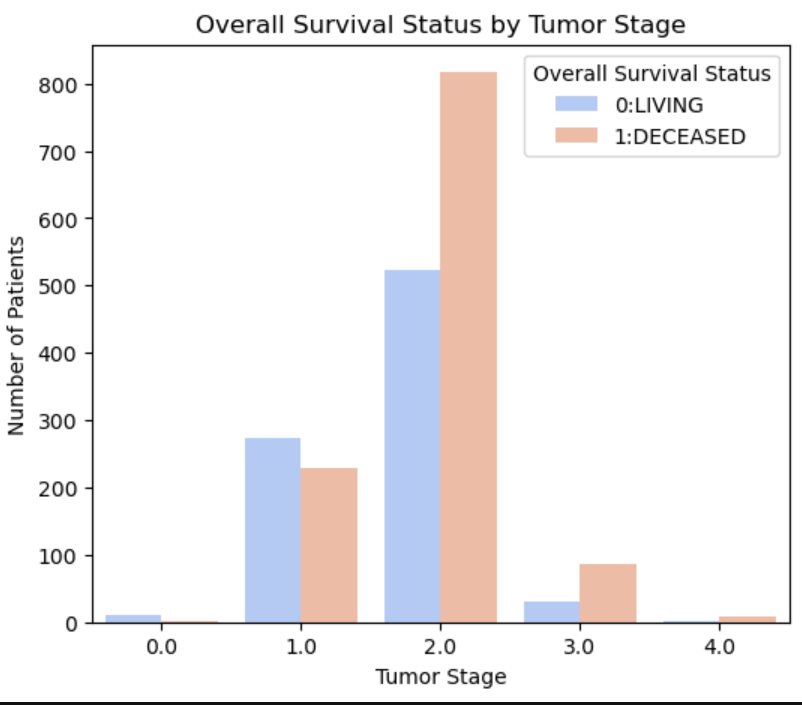 Overall Survival Status by Tumor Stage
Overall Survival Status
0:LIVING
1:DECEASED
Number of Patients
800
700
600
500
400
300
200
100
0
0.0 1.0 2.0 3.0 4.0
Tumor Stage